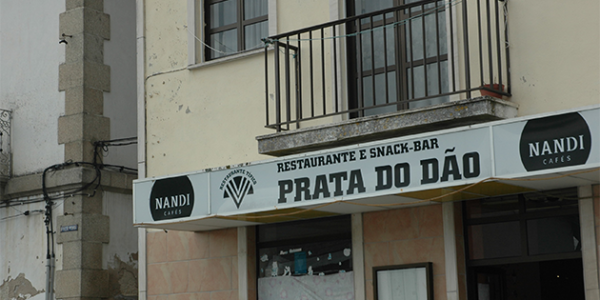 NANDI
CAFÉS
RESTAURANTE E SNACK-BAR
PRATA DO DÃO
NANDI
CAFÉS